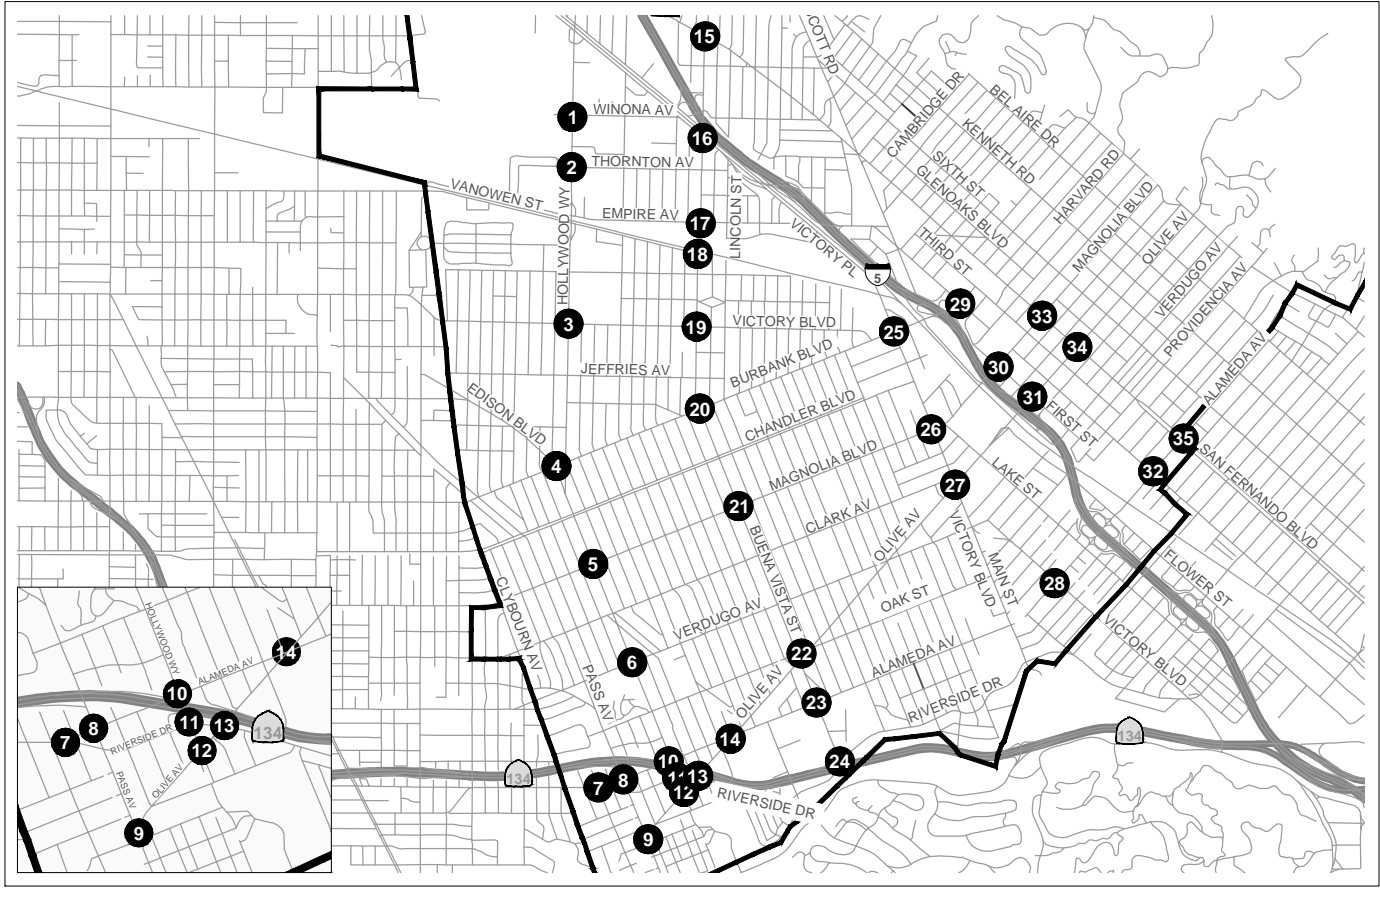 15
SCOTT RD
CAMBRIDGE DR
BEL AIRE DR
1
WINONA AV
16
KENNETH RD
2
THORNTON AV
SIXTH ST
HARVARD RD
VANOWEN ST
HOLLYWOOD WY
LINCOLN ST
GLENOAKS BLVD
MAGNOLIA BLVD
OLIVE AV
EMPIRE AV
17
VICTORY PL
THIRD ST
VERDUGO AV
18
5
PROVIDENCIA AV
29
3
19
VICTORY BLVD
25
33
34
JEFFRIES AV
BURBANK BLVD
30
ALAMEDA AV
EDISON BLVD
20
CHANDLER BLVD
31
FIRST ST
26
35
4
MAGNOLIA BLVD
LAKE ST
32
SAN FERNANDO BLVD
27
21
CLARK AV
OLIVE AV
BUENA VISTA ST
VICTORY BLVD
MAIN ST
5
28
FLOWER ST
CLYBOURN AV
VERDUGO AV
OAK ST
VICTORY BLVD
6
22
ALAMEDA AV
PASS AV
OLIVE AV
23
RIVERSIDE DR
14
134
24
10
11
13
134
7
8
12
RIVERSIDE DR
9
HOLLYWOOD WY
14
ALAMEDA AV
10
11
13
134
8
7
RIVERSIDE DR
12
PASS AV
OLIVE AV
9